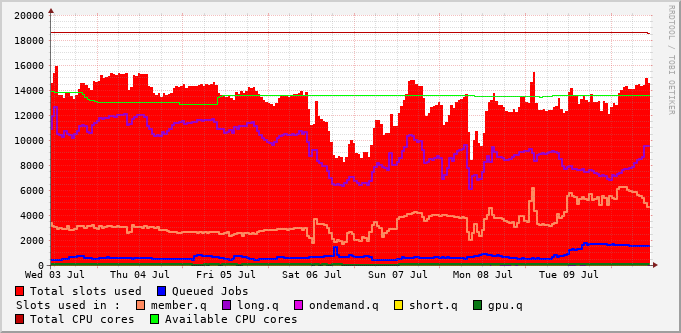 20000
18000
16000
14000
12000
10000
8000
6000
4000
2000
0
Wed 03 Jul Thu 04 Jul Fri 05 Jul Sat 06 Jul Sun 07 Jul Mon 08 Jul Tue 09 Jul
RRDTOOL / TOBI OETIKER
Total slots used Queued Jobs
Slots used in : member.q long.q ondemand.q short.q gpu.q
Total CPU cores Available CPU cores